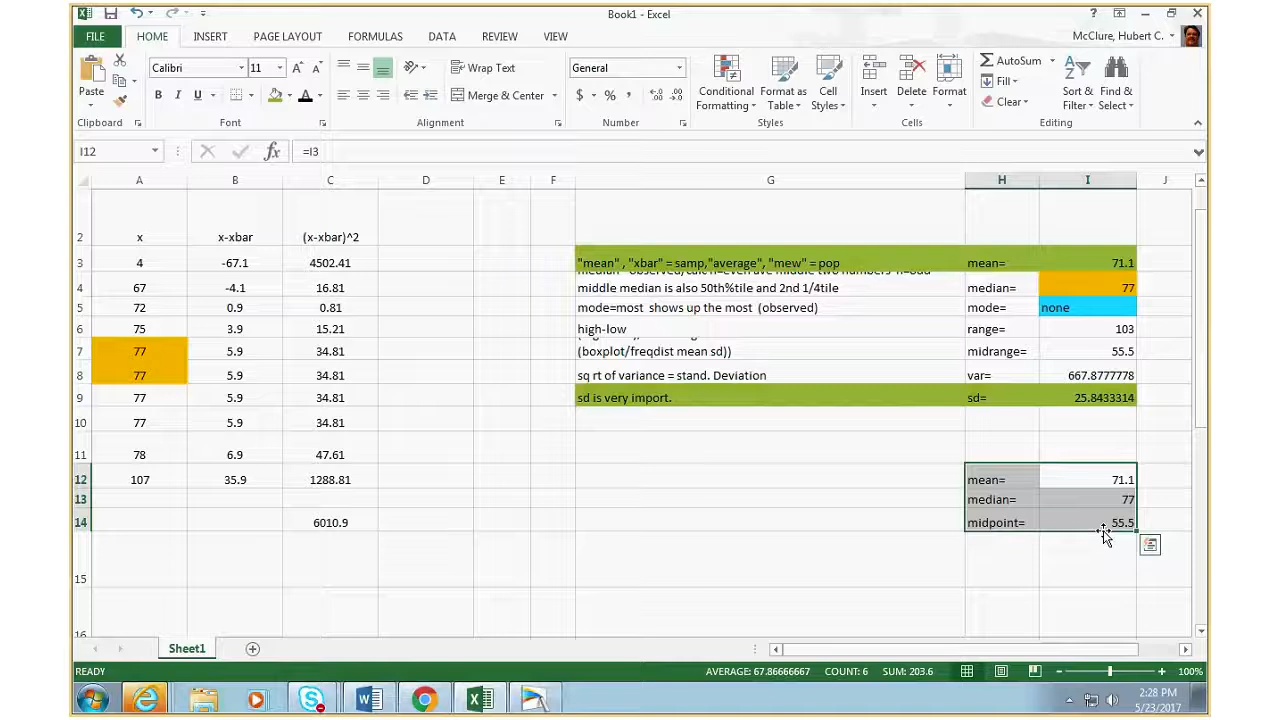 Book1 - Excel
?
FILE HOME INSERT PAGE LAYOUT FORMULAS DATA REVIEW VIEW McClure, Hubert C.
Paste
Calibri 11
B I U
Wrap Text
Merge & Center
General
$ % ,
Conditional Formatting
Format as Table
Cell Styles
Insert Delete Format
AutoSum
Fill
Clear
Sort & Filter
Find & Select
Clipboard Font Alignment Number Styles Cells Editing
I12 fx =I3
A B C D E F G H I J
2 x x-xbar (x-xbar)^2
3 4 -67.1 4502.41 "mean" , "xbar" = samp,"average", "mew" = pop mean= 71.1
4 67 -4.1 16.81 middle median is also 50th%tile and 2nd 1/4tile median= 77
5 72 0.9 0.81 mode=most shows up the most (observed) mode= none
6 75 3.9 15.21 high-low range= 103
7 77 5.9 34.81 (boxplot/freqdist mean sd)) midrange= 55.5
8 77 5.9 34.81 sq rt of variance = stand. Deviation var= 667.8777778
9 77 5.9 34.81 sd is very import. sd= 25.8433314
10 77 5.9 34.81
11 78 6.9 47.61
12 107 35.9 1288.81 mean= 71.1
13 median= 77
14 6010.9 midpoint= 55.5
15
16
Sheet1
READY AVERAGE: 67.86666667 COUNT: 6 SUM: 203.6 100%
2:28 PM
5/23/2017